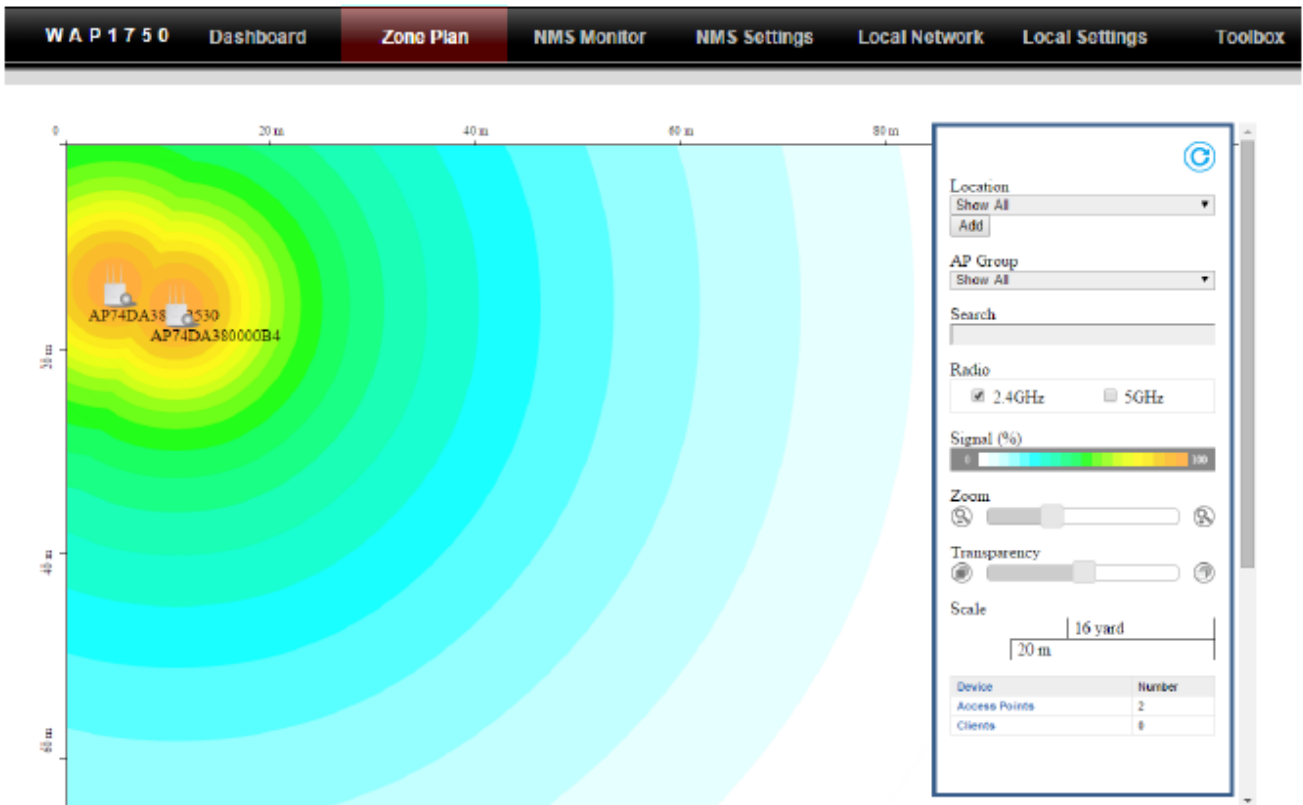 WAP1750 Dashboard Zone Plan NMS Monitor NMS Settings Local Network Local Settings Toolbox
0 20 m 40 m 60 m 80 m
20 m
40 m
60 m
AP74DA38 3530
AP74DA380000B4
Location
Show All
Add
AP Group
Show All
Search
Radio
2.4GHz 5GHz
Signal (%)
0 100
Zoom
Transparency
Scale
16 yard
20 m
Device Number
Access Points 2
Clients 0